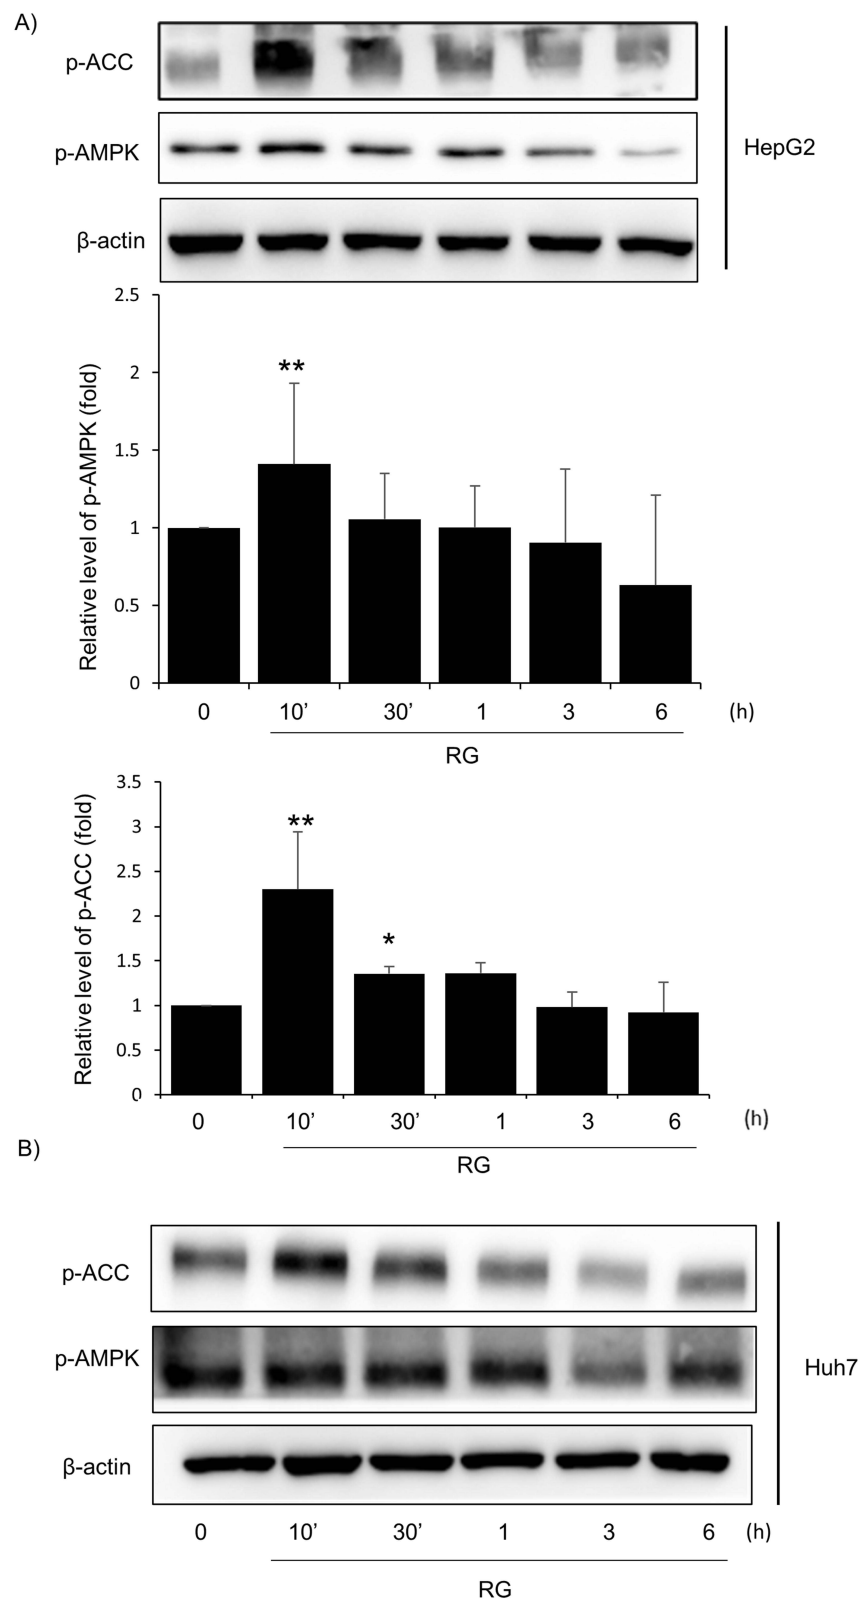 A)
p-ACC
p-AMPK
HepG2
β-actin
Relative level of p-AMPK (fold)
2.5
2
1.5
1
0.5
0
**
0 10’ 30’ 1 3 6 (h)
RG
Relative level of p-ACC (fold)
3.5
3
2.5
2
1.5
1
0.5
0
**
*
0 10’ 30’ 1 3 6 (h)
RG
B)
p-ACC
p-AMPK
Huh7
β-actin
0 10’ 30’ 1 3 6 (h)
RG